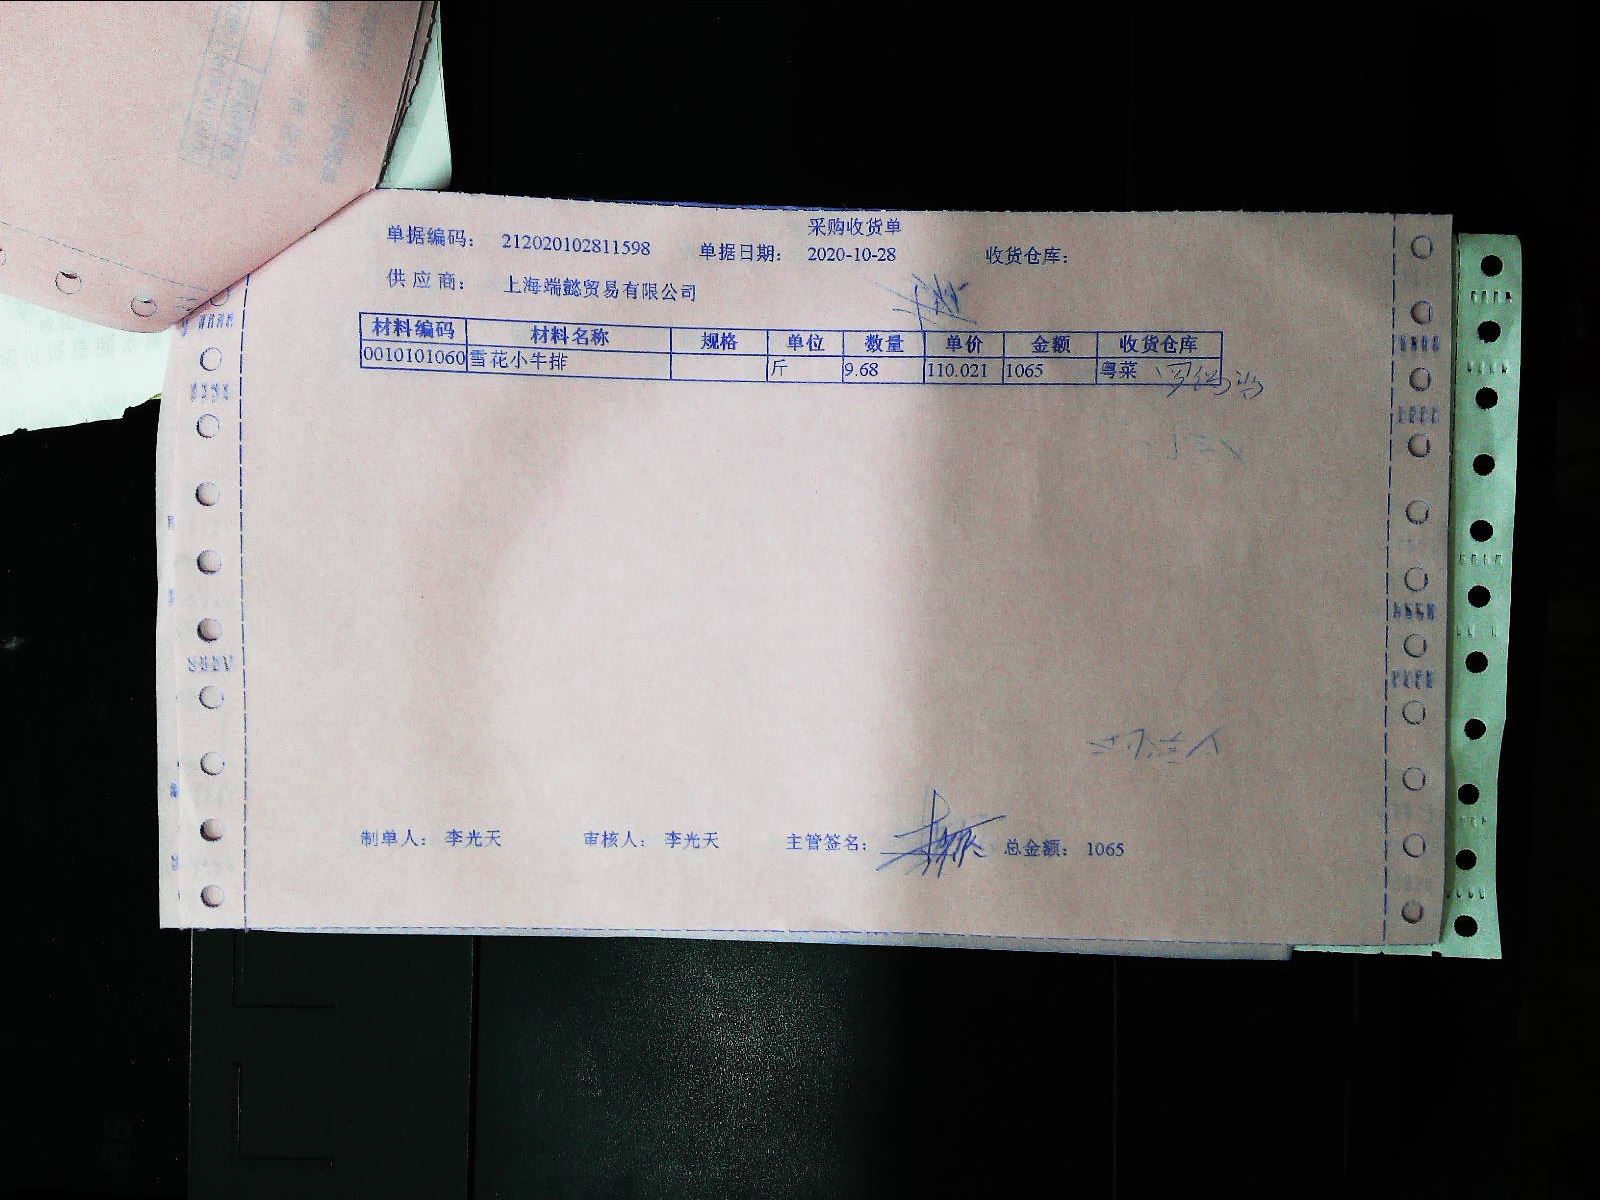 采购收货单
单据编码： 212020102811598 单据日期： 2020-10-28 收货仓库：
供应商： 上海端懿贸易有限公司
材料编码 材料名称 规格 单位 数量 单价 金额 收货仓库
0010101060 雪花小牛排 斤 9.68 110.021 1065 粤菜
制单人： 李光天 审核人： 李光天 主管签名： 总金额： 1065